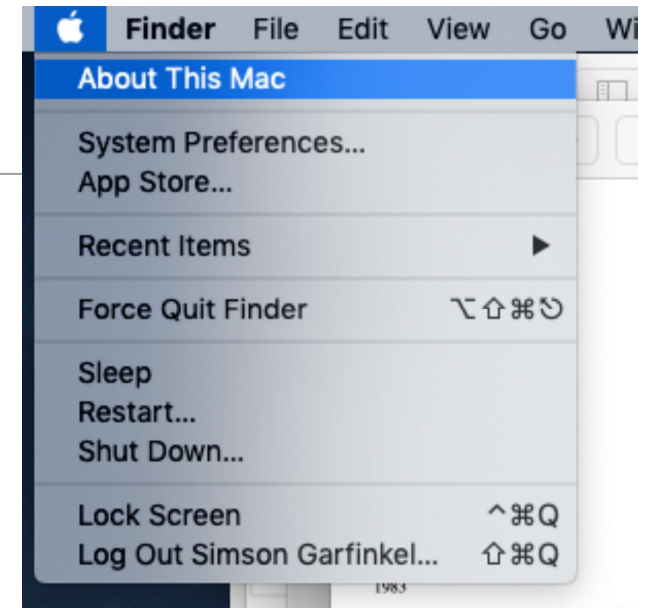 Finder File Edit View Go Wi
About This Mac
System Preferences...
App Store...
Recent Items ▶
Force Quit Finder ⌥⇧⌘⎋
Sleep
Restart...
Shut Down...
Lock Screen ^⌘Q
Log Out Simson Garfinkel... ⇧⌘Q
1983